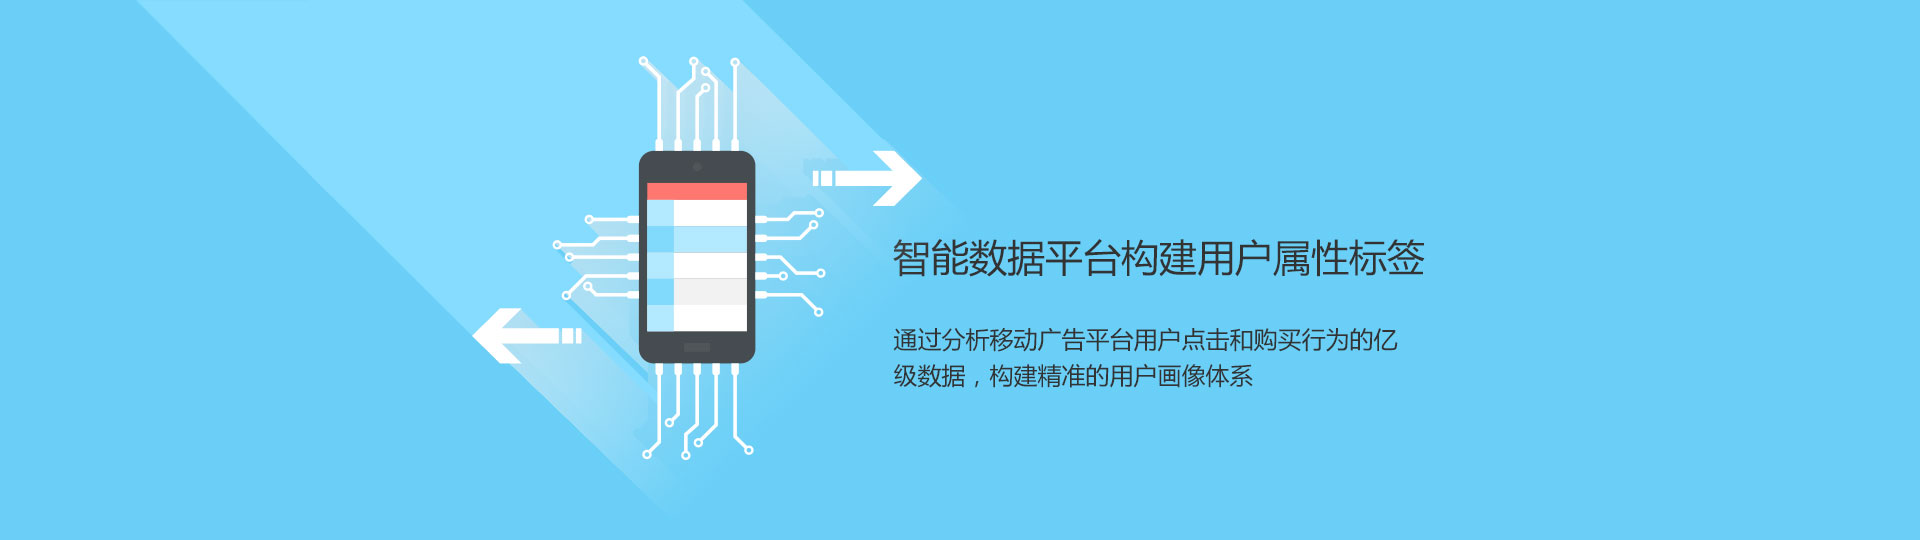 智能数据平台构建用户属性标签
通过分析移动广告平台用户点击和购买行为的亿
级数据，构建精准的用户画像体系